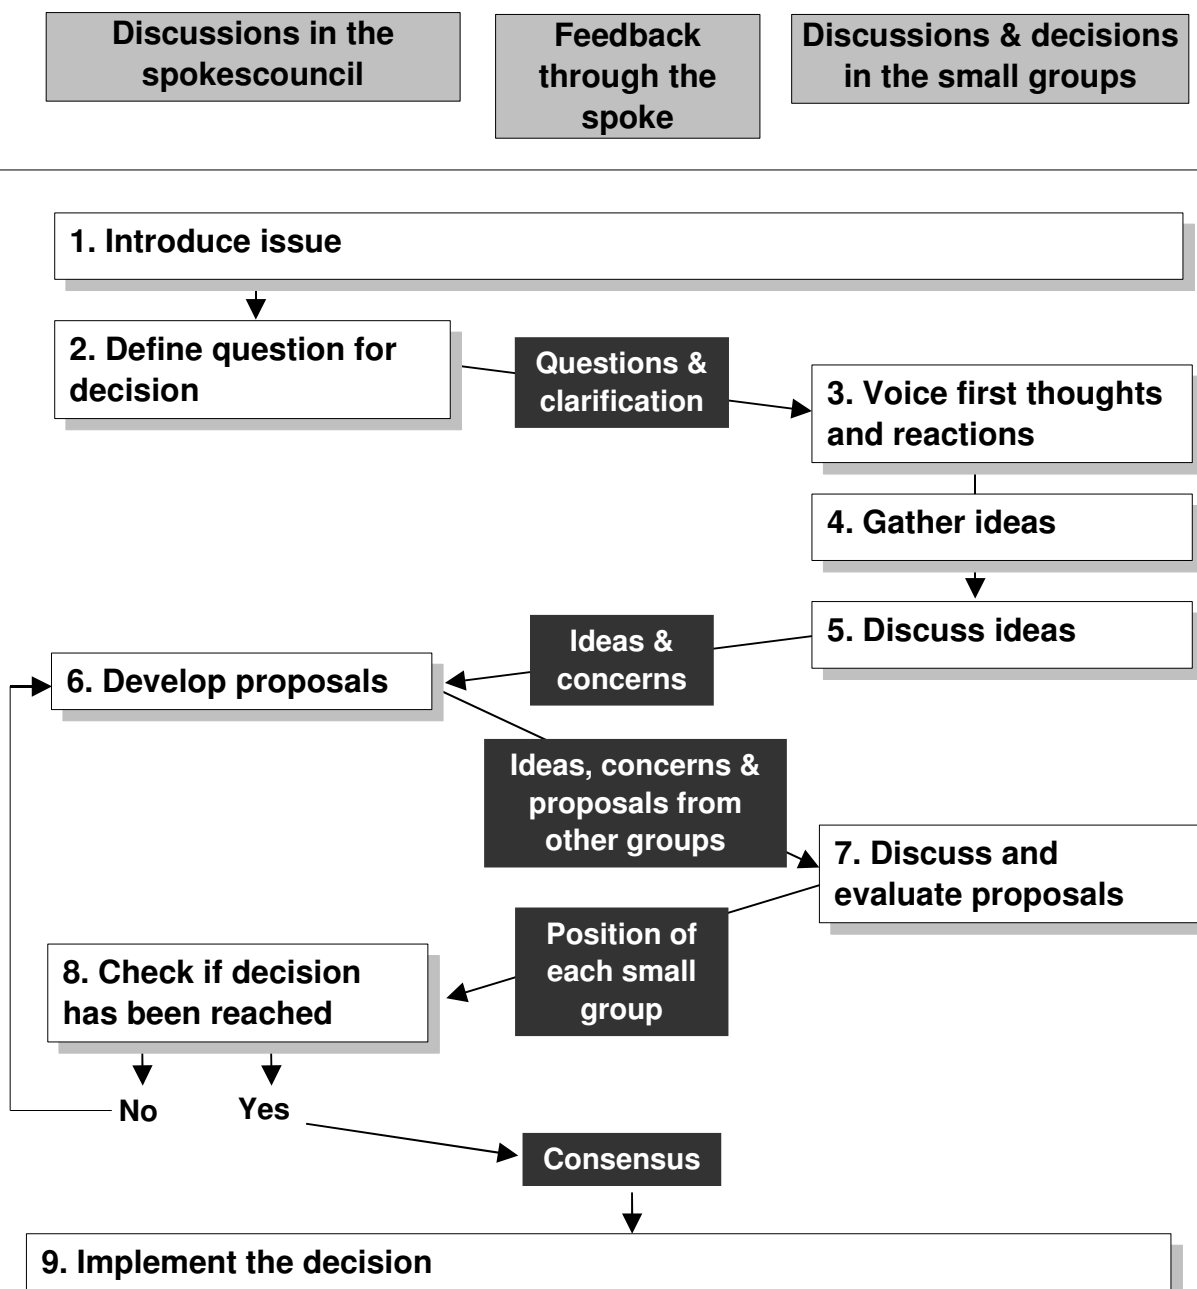 Discussions in the
spokescouncil
Feedback
through the
spoke
Discussions & decisions
in the small groups
1. Introduce issue
2. Define question for
decision
Questions &
clarification
3. Voice first thoughts
and reactions
4. Gather ideas
5. Discuss ideas
Ideas &
concerns
6. Develop proposals
Ideas, concerns &
proposals from
other groups
7. Discuss and
evaluate proposals
Position of
each small
group
8. Check if decision
has been reached
No
Yes
Consensus
9. Implement the decision